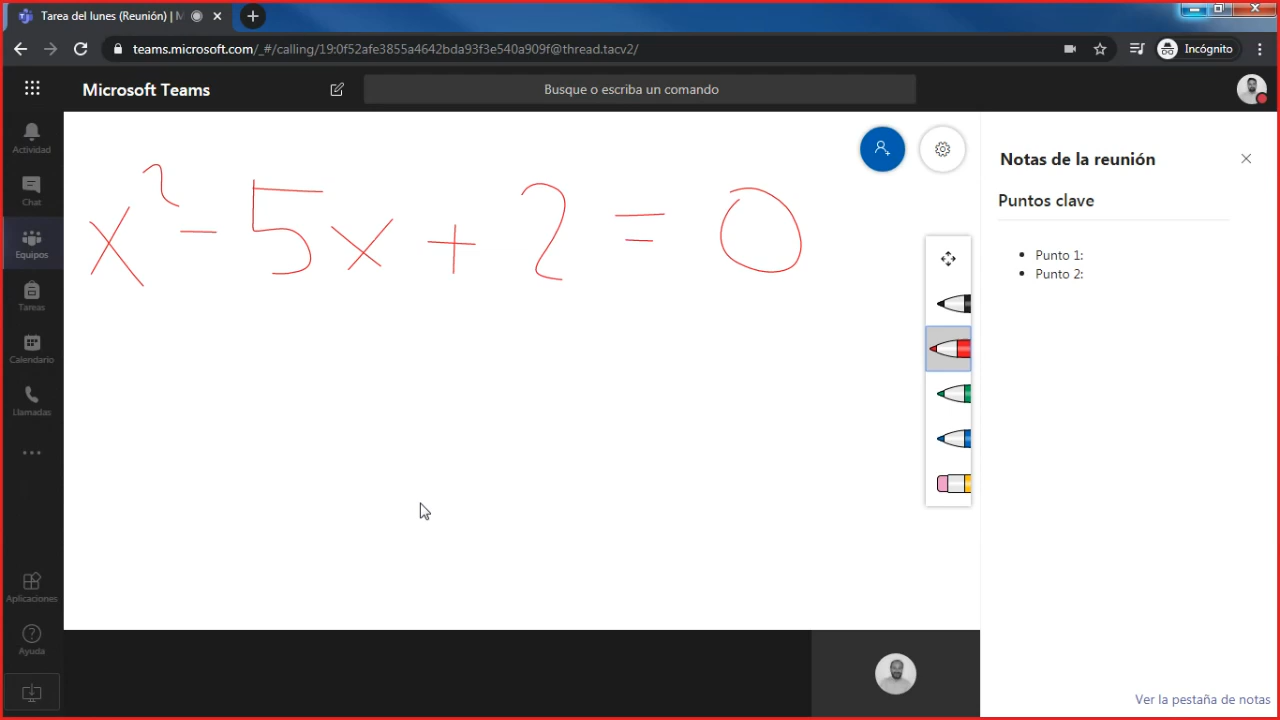 Tarea del lunes (Reunión) | M
teams.microsoft.com/_#/calling/19:0f52afe3855a4642bda93f3e540a909f@thread.tacv2/
Incógnito
Microsoft Teams
Busque o escriba un comando
Actividad
Chat
Equipos
Tareas
Calendario
Llamadas
Aplicaciones
Ayuda
x² - 5x + 2 = 0
Notas de la reunión
Puntos clave
Punto 1:
Punto 2:
Ver la pestaña de notas